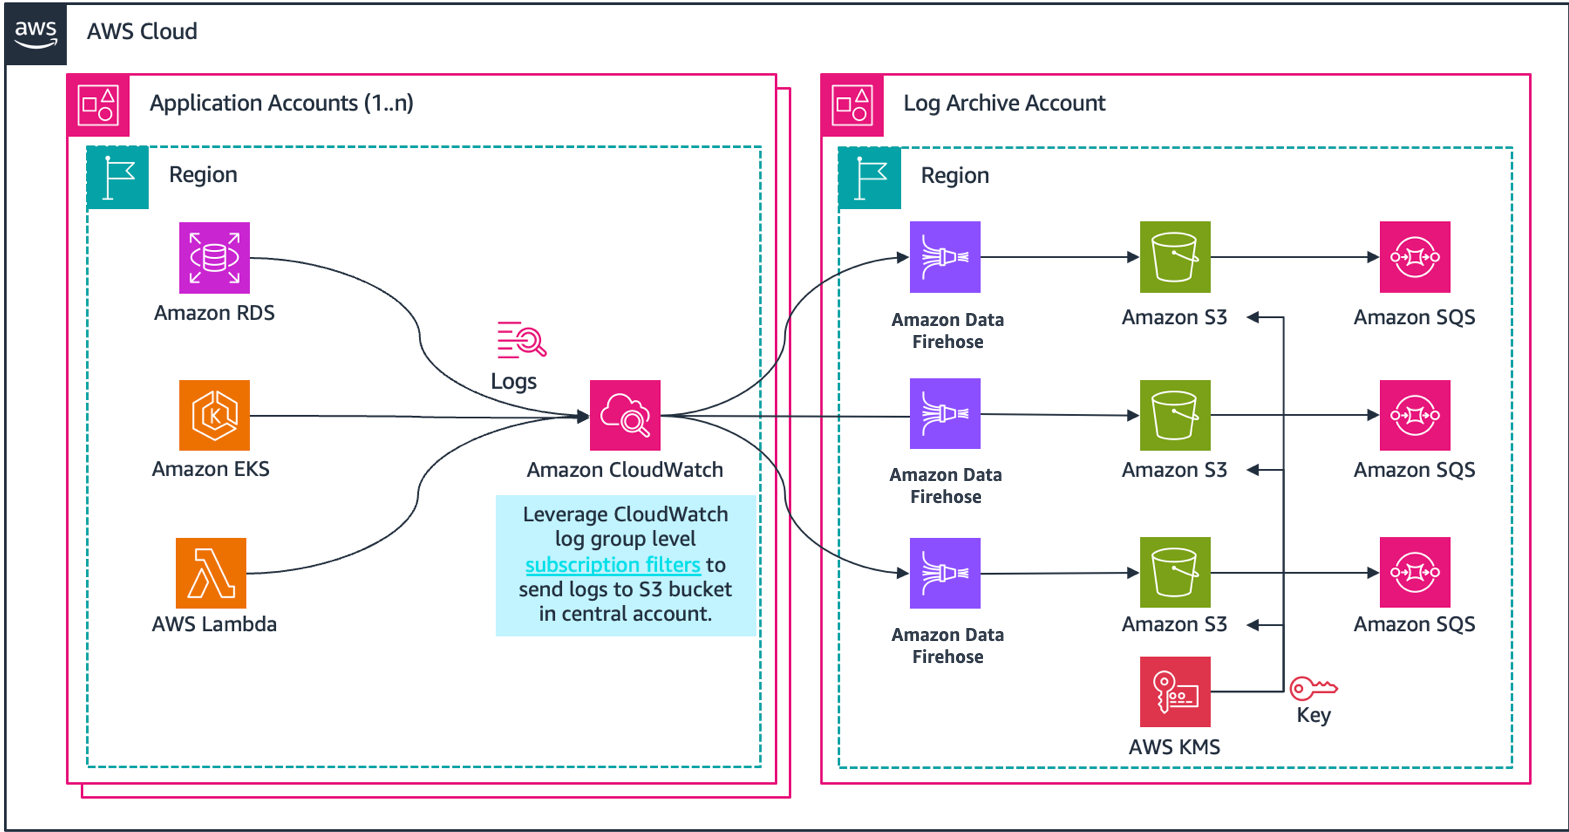 aws
AWS Cloud
Application Accounts (1..n)
Region
Amazon RDS
Logs
Amazon EKS
Amazon CloudWatch
AWS Lambda
Leverage CloudWatch
log group level
subscription filters to
send logs to S3 bucket
in central account.
Log Archive Account
Region
Amazon Data
Firehose
Amazon S3
Amazon SQS
Amazon Data
Firehose
Amazon S3
Amazon SQS
Amazon Data
Firehose
Amazon S3
Amazon SQS
AWS KMS
Key